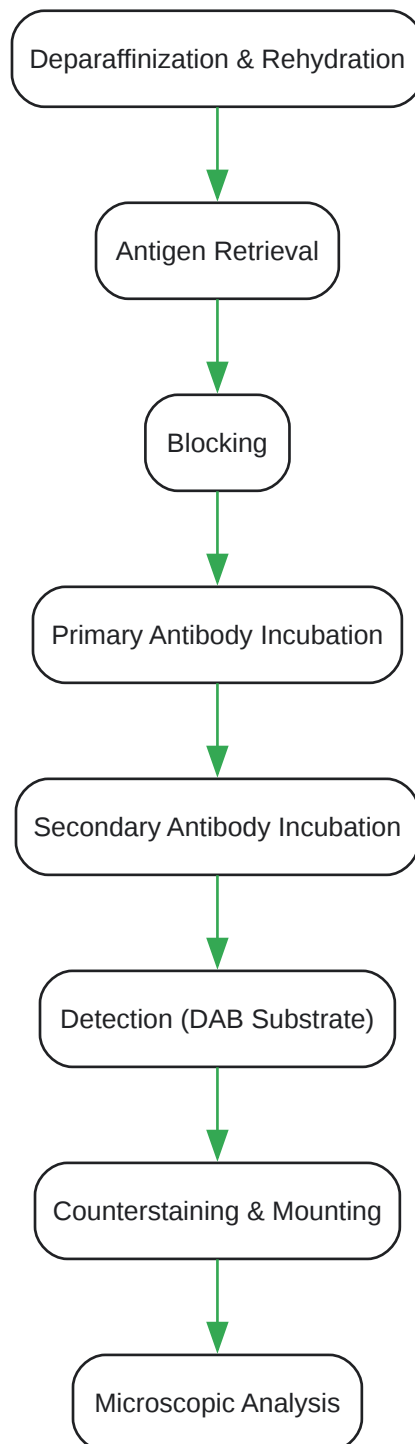 Deparaffinization & Rehydration
Antigen Retrieval
Blocking
Primary Antibody Incubation
Secondary Antibody Incubation
Detection (DAB Substrate)
Counterstaining & Mounting
Microscopic Analysis